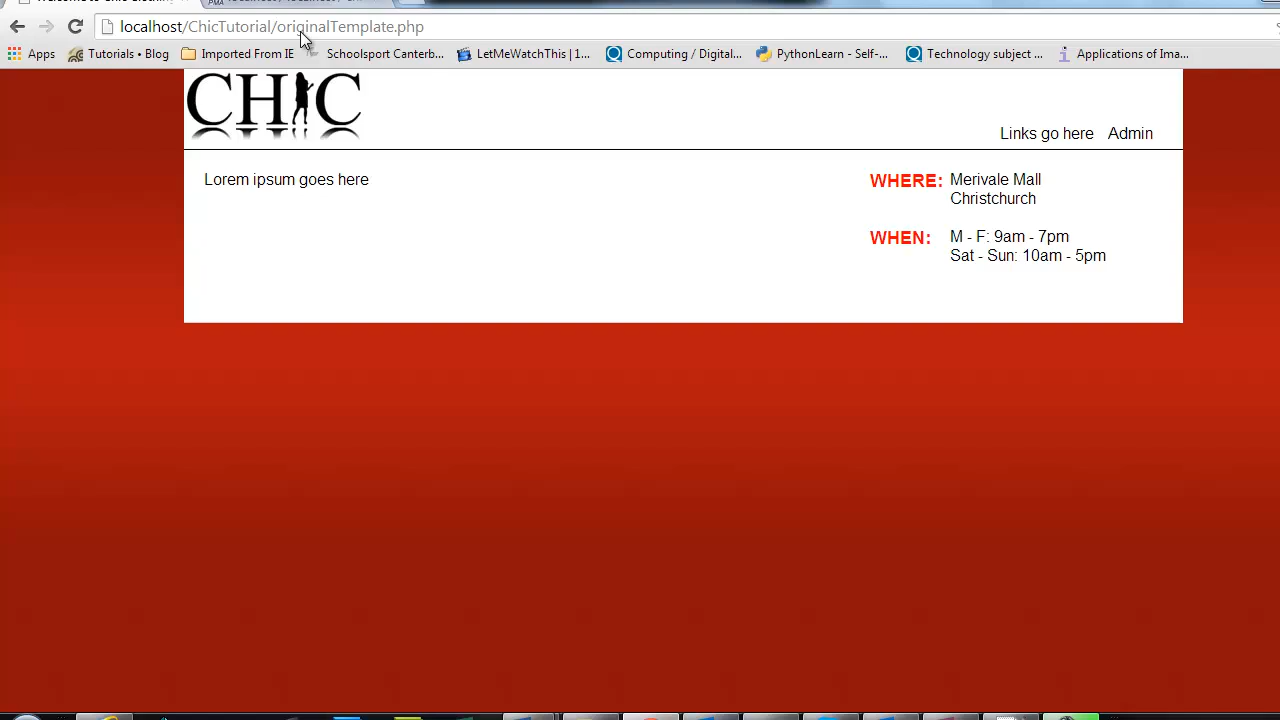 localhost/ChicTutorial/originalTemplate.php
Apps Tutorials • Blog Imported From IE Schoolsport Canterb... LetMeWatchThis | 1... Computing / Digital... PythonLearn - Self-... Technology subject ... Applications of Ima...
CHIC
Links go here Admin
Lorem ipsum goes here
WHERE: Merivale Mall
Christchurch
WHEN: M - F: 9am - 7pm
Sat - Sun: 10am - 5pm